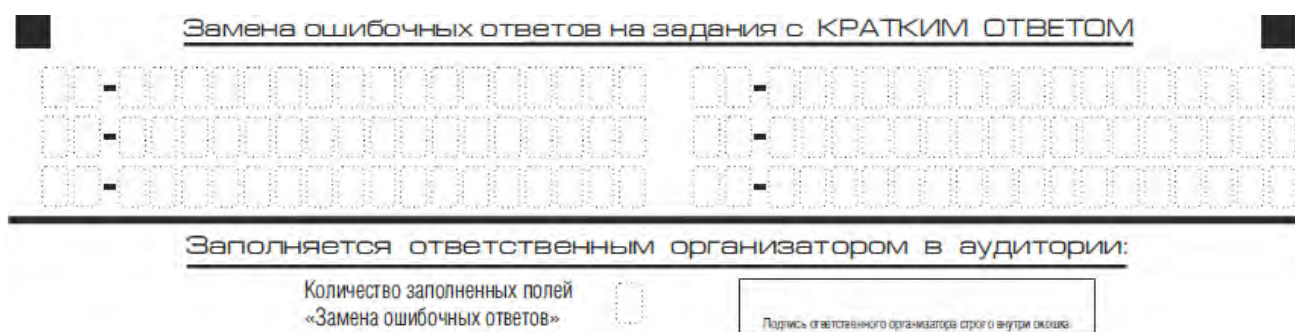 Замена ошибочных ответов на задания с КРАТКИМ ОТВЕТОМ
-
-
-
-
-
-
Заполняется ответственным организатором в аудитории:
Количество заполненных полей
«Замена ошибочных ответов»
Подпись ответственного организатора строго внутри окошка